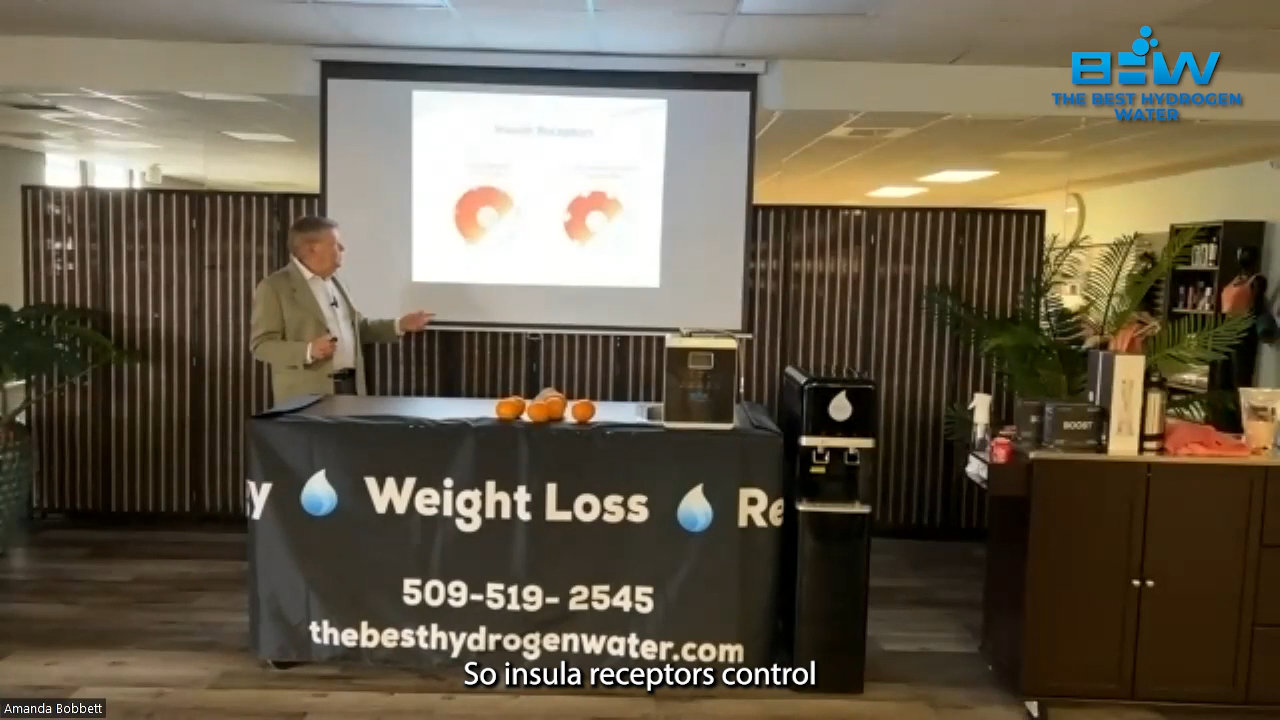 BHW
THE BEST HYDROGEN
WATER
Insulin Receptors
BOOST
y Weight Loss Re
509-519- 2545
thebesthydrogenwater.com
So insula receptors control
Amanda Bobbett